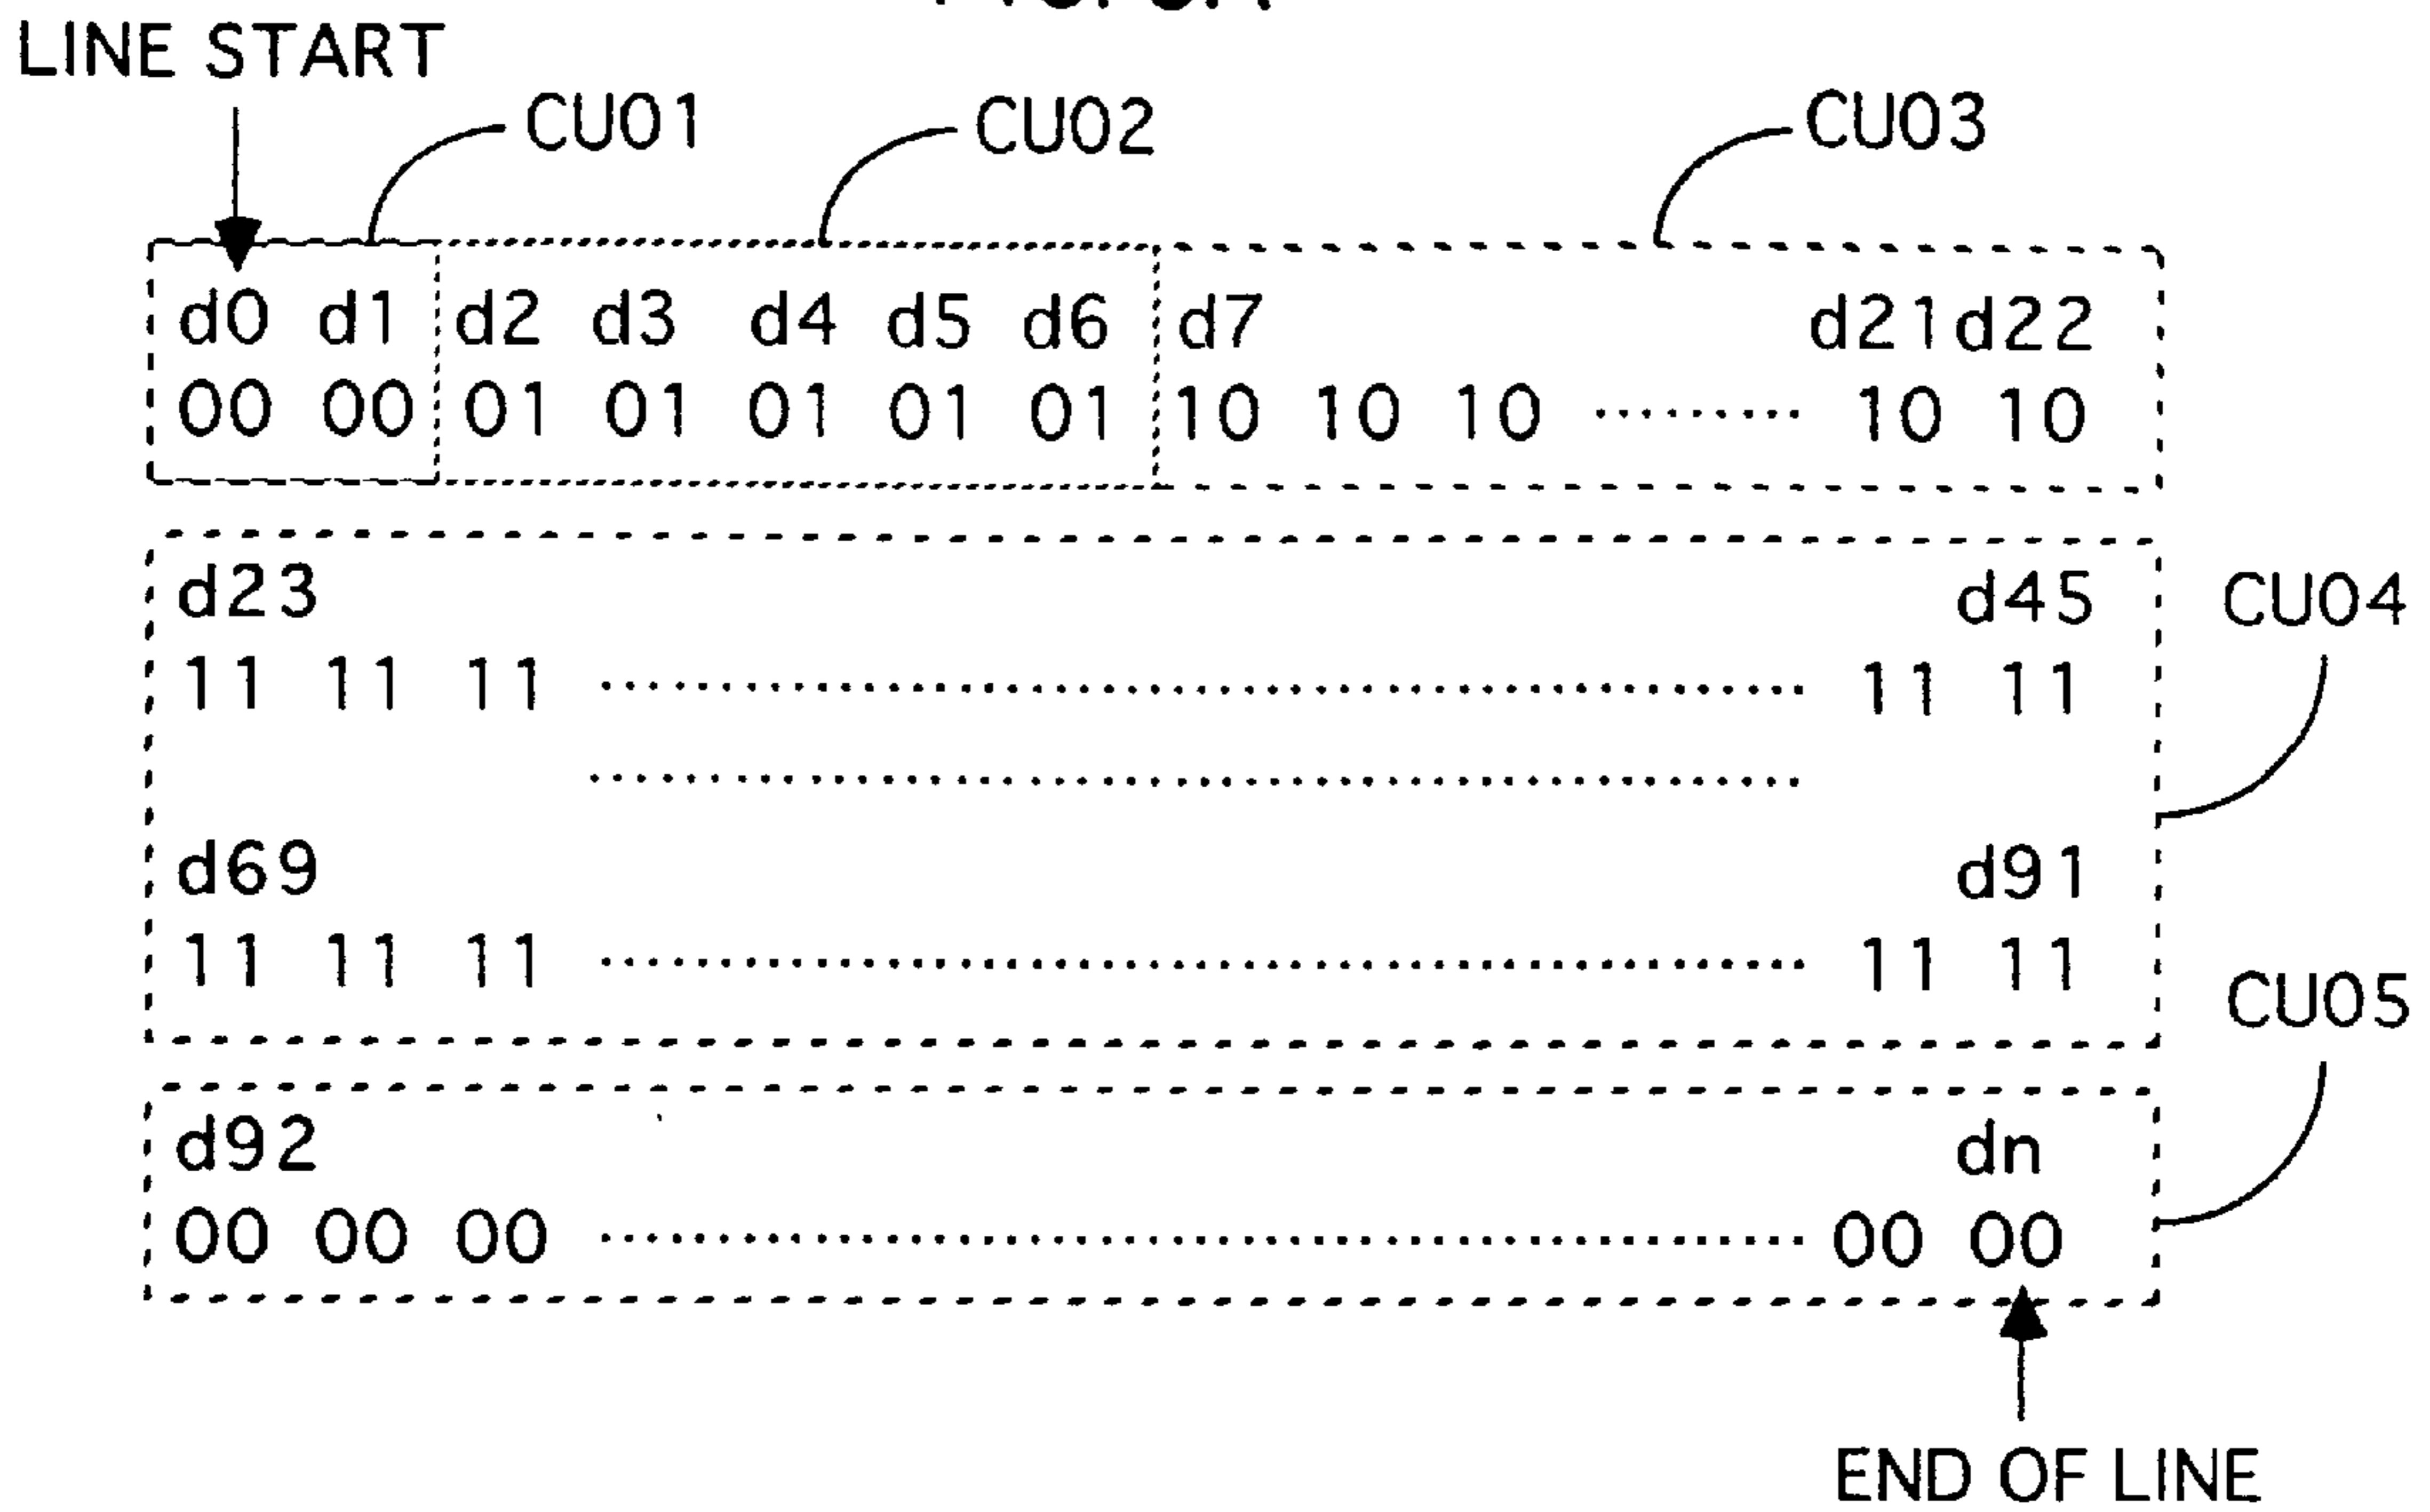 LINE START
CU01 CU02 CU03
d0 d1 d2 d3 d4 d5 d6 d7 d21 d22
00 00 01 01 01 01 01 10 10 10 ········· 10 10
d23 d45
CU04
11 11 11 ··················································· 11 11
···················································
d69 d91
11 11 11 ··················································· 11 11
CU05
d92 dn
00 00 00 ··················································· 00 00
END OF LINE